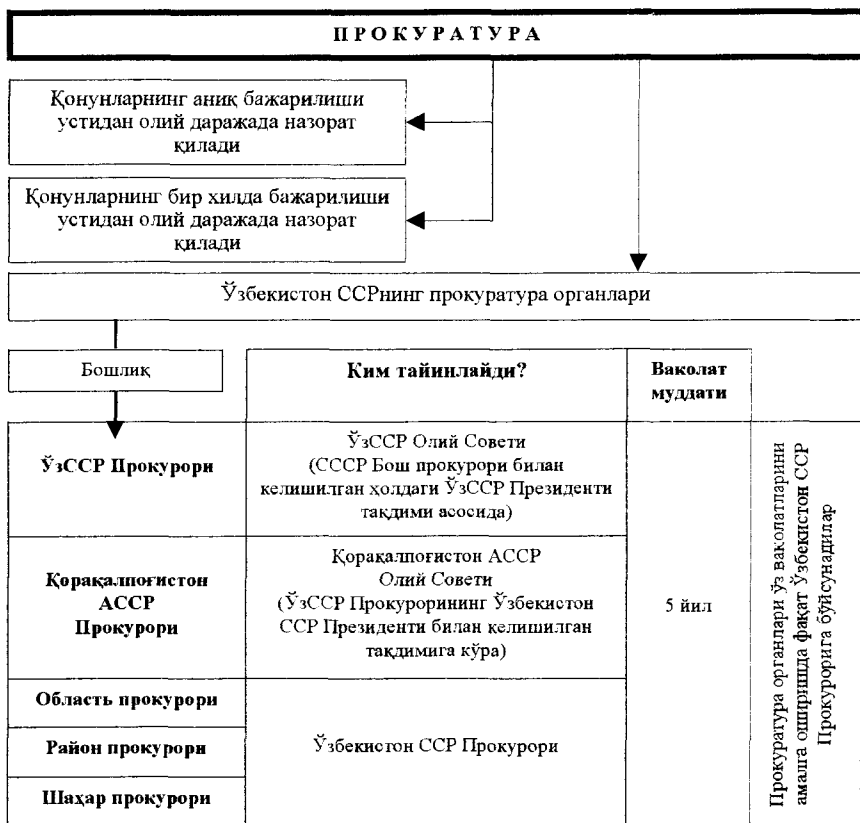 ПРОКУРАТУРА
Қонунларнинг аниқ бажарилиши
устидан олий даражада назорат
қилади
Қонунларнинг бир хилда бажарилиши
устидан олий даражада назорат
қилади
Ўзбекистон ССРнинг прокуратура органлари
Бошлиқ
Ким тайинлайди?
Ваколат
муддати
ЎзССР Прокурори
ЎзССР Олий Совети
(СССР Бош прокурори билан
келишилган ҳолдаги ЎзССР Президенти
тақдими асосида)
Қорақалпоғистон
АССР
Прокурори
Қорақалпоғистон АССР
Олий Совети
(ЎзССР Прокурорининг Ўзбекистон
ССР Президенти билан келишилган
тақдимига кўра)
5 йил
Область прокурори
Район прокурори
Шаҳар прокурори
Ўзбекистон ССР Прокурори
Прокуратура органлари ўз ваколатларини
амалга оширишда фақат Ўзбекистон ССР
Прокурорига бўйсунадилар